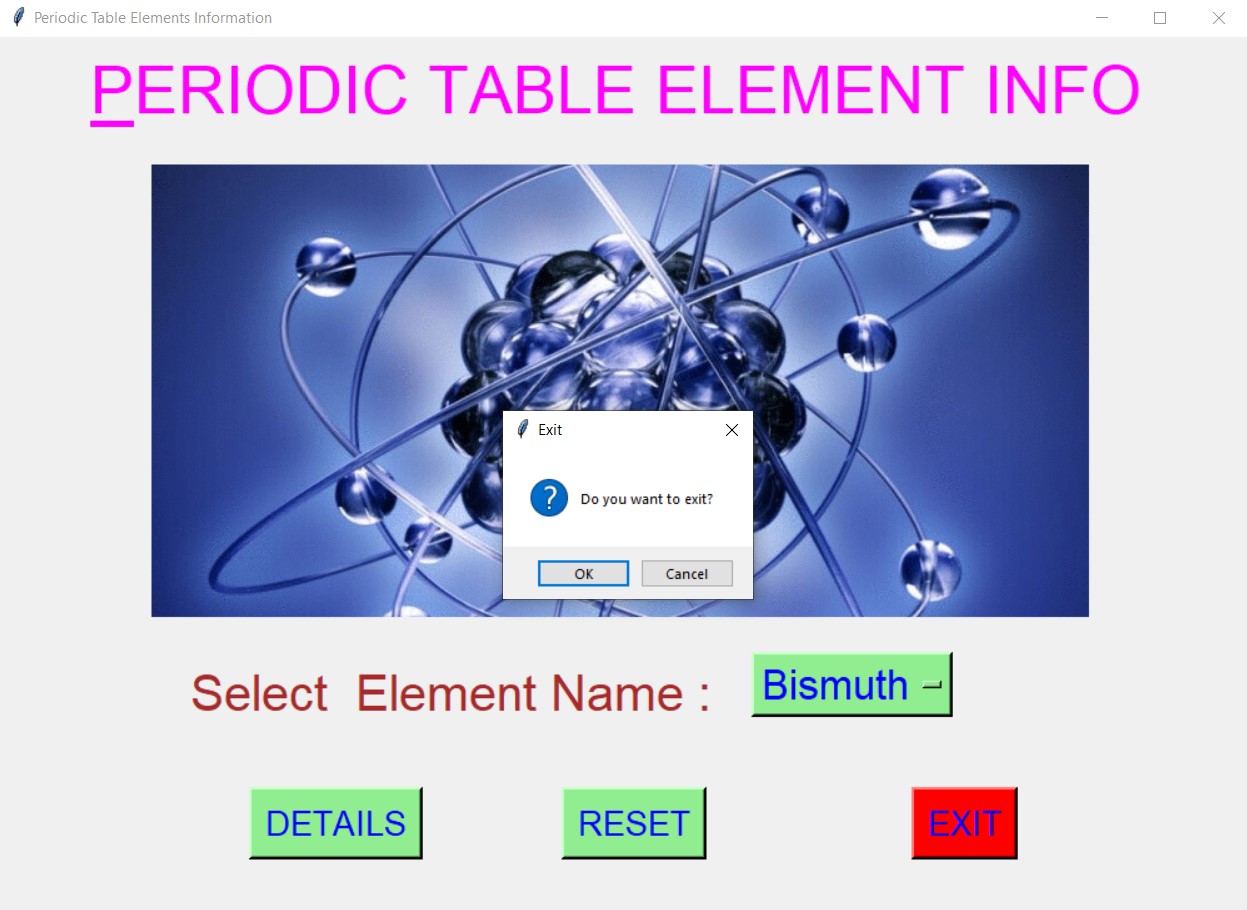 Periodic Table Elements Information
PERIODIC TABLE ELEMENT INFO
Exit
? Do you want to exit?
OK Cancel
Select  Element Name : Bismuth
DETAILS RESET EXIT